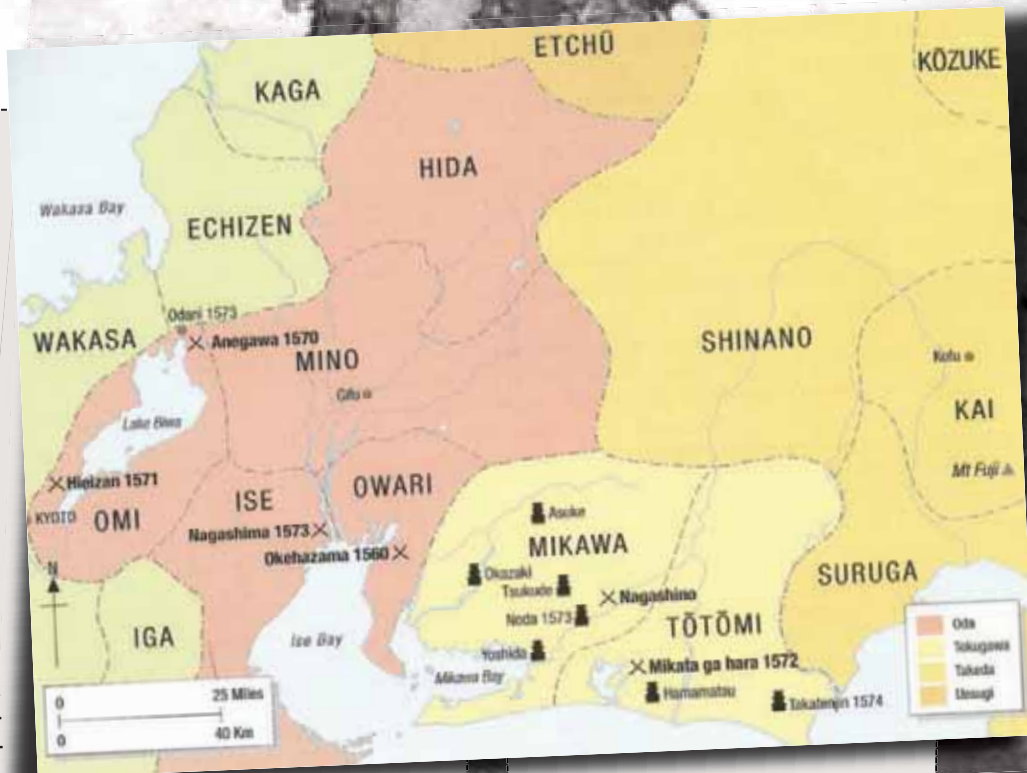 ETCHŪ
KŌZUKE
KAGA
HIDA
Wakasa Bay
ECHIZEN
Odani 1573
WAKASA
Anegawa 1570
MINO
SHINANO
Kofu
Gifu
KAI
Lake Biwa
Mt Fuji
Hieizan 1571
ISE
OWARI
KYOTO
OMI
Asuke
Nagashima 1573
MIKAWA
Okehazama 1560
N
Okazaki
SURUGA
Tsukude
Nagashino
Noda 1573
TŌTŌMI
IGA
Ise Bay
Yoshida
Mikawa Bay
Mikata ga hara 1572
Hamamatsu
Takatenjin 1574
0 25 Miles
0 40 Km
Oda
Tokugawa
Takeda
Uesugi